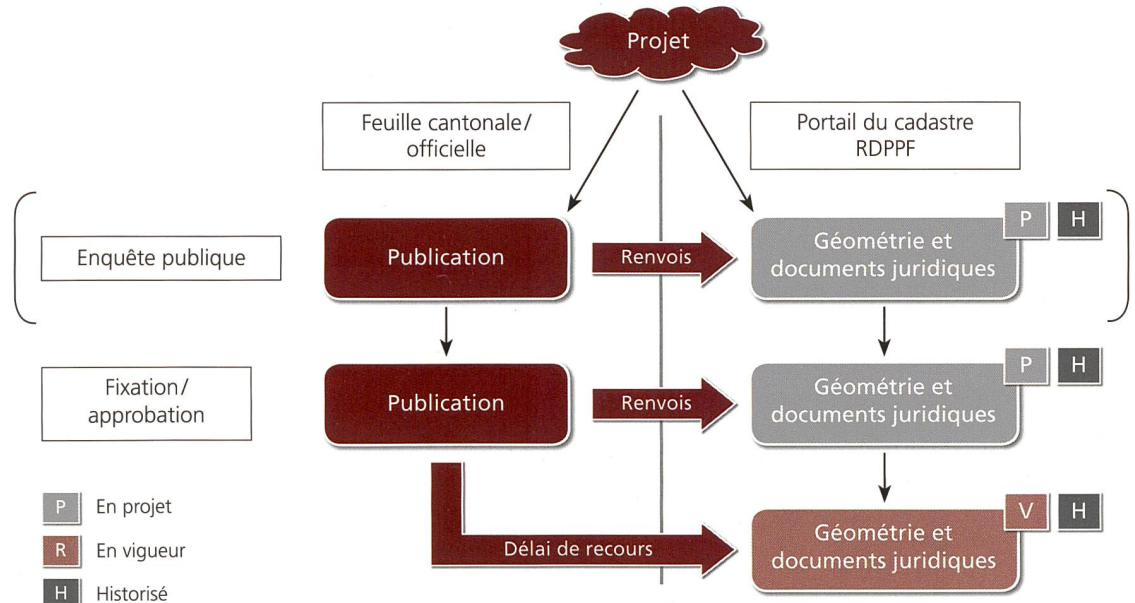 Projet
Feuille cantonale/
officielle
Portail du cadastre
RDPPF
Enquête publique
Publication
Renvois
Géométrie et
documents juridiques
P
H
Fixation/
approbation
Publication
Renvois
Géométrie et
documents juridiques
P
H
Délai de recours
Géométrie et
documents juridiques
V
H
P En projet
R En vigueur
H Historisé